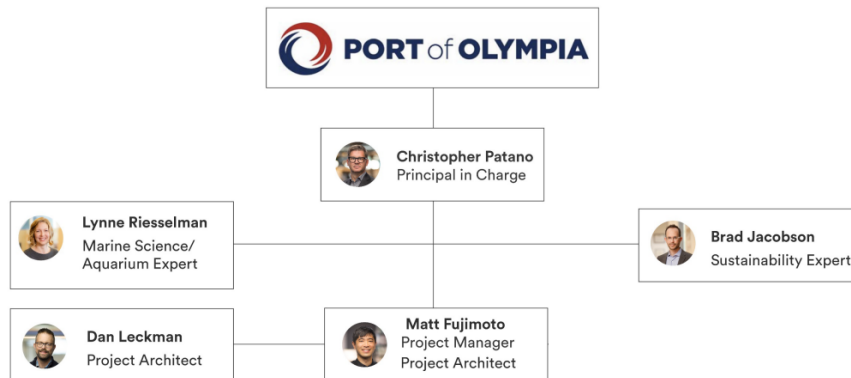 PORT of OLYMPIA
Christopher Patano
Principal in Charge
Lynne Riesselman
Marine Science/
Aquarium Expert
Brad Jacobson
Sustainability Expert
Dan Leckman
Project Architect
Matt Fujimoto
Project Manager
Project Architect